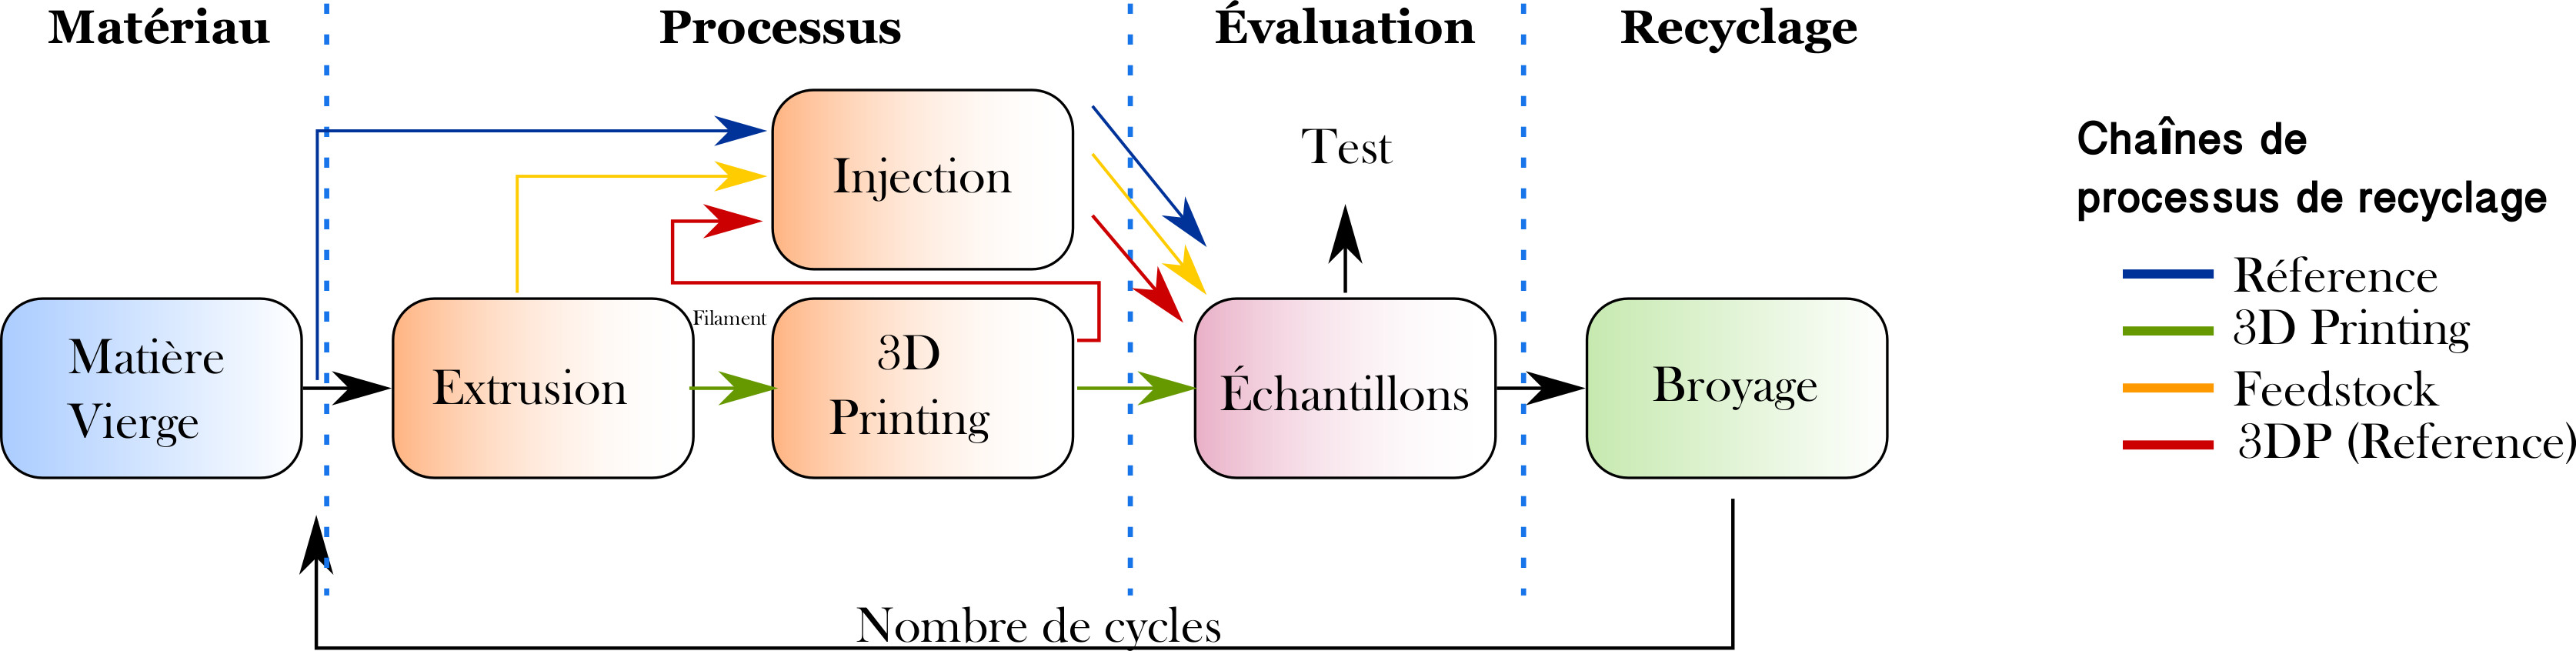 Matériau
Processus
Évaluation
Recyclage
Injection
Test
Chaînes de
processus de recyclage
Réference
3D Printing
Feedstock
3DP (Reference)
Matière
Vierge
Extrusion
Filament
3D
Printing
Échantillons
Broyage
Nombre de cycles